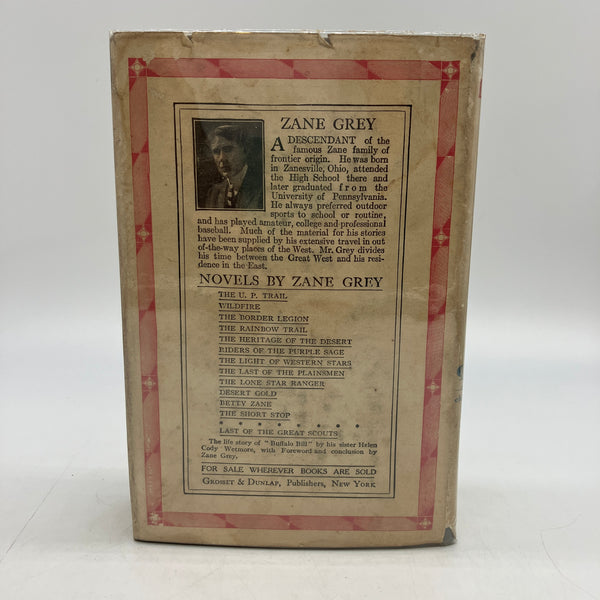 ZANE GREY
A DESCENDANT of the
famous Zane family of
frontier origin. He was born
in Zanesville, Ohio, attended
the High School there and
later graduated from the
University of Pennsylvania.
He always preferred outdoor
sports to school or routine,
and has played amateur, college and professional
baseball. Much of the material for his stories
have been supplied by his extensive travel in out
of-the-way places of the West. Mr. Grey divides
his time between the Great West and his resi-
dence in the East.
NOVELS BY ZANE GREY
THE U. P. TRAIL
WILDFIRE
THE BORDER LEGION
THE RAINBOW TRAIL
THE HERITAGE OF THE DESERT
RIDERS OF THE PURPLE SAGE
THE LIGHT OF WESTERN STARS
THE LAST OF THE PLAINSMEN
THE LONE STAR RANGER
DESERT GOLD
BETTY ZANE
THE SHORT STOP
* * * * * * * *
LAST OF THE GREAT SCOUTS
The life story of "Buffalo Bill" by his sister Helen
Cody Wetmore, with Foreword and conclusion by
Zane Grey.
FOR SALE WHEREVER BOOKS ARE SOLD
GROSSET & DUNLAP, Publishers, NEW YORK